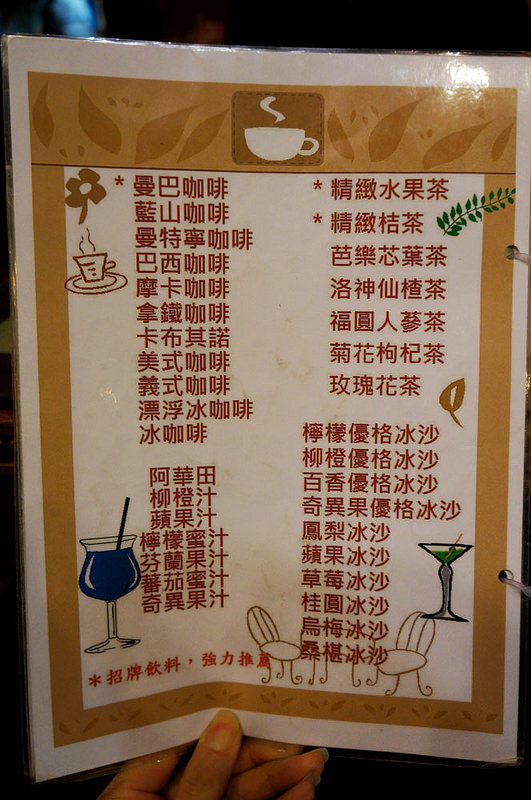 *曼巴咖啡
藍山咖啡
曼特寧咖啡
巴西咖啡
摩卡咖啡
拿鐵咖啡
卡布其諾
美式咖啡
義式咖啡
漂浮冰咖啡
冰咖啡
阿華田
柳橙汁
蘋果汁
檸檬蜜汁
芬蘭果汁
蕃茄蜜汁
奇異果汁
*招牌飲料，強力推薦
*精緻水果茶
*精緻桔茶
芭樂芯葉茶
洛神仙楂茶
福圓人蔘茶
菊花枸杞茶
玫瑰花茶
檸檬優格冰沙
柳橙優格冰沙
百香優格冰沙
奇異果優格冰沙
鳳梨冰沙
蘋果冰沙
草莓冰沙
桂圓冰沙
烏梅冰沙
桑椹冰沙